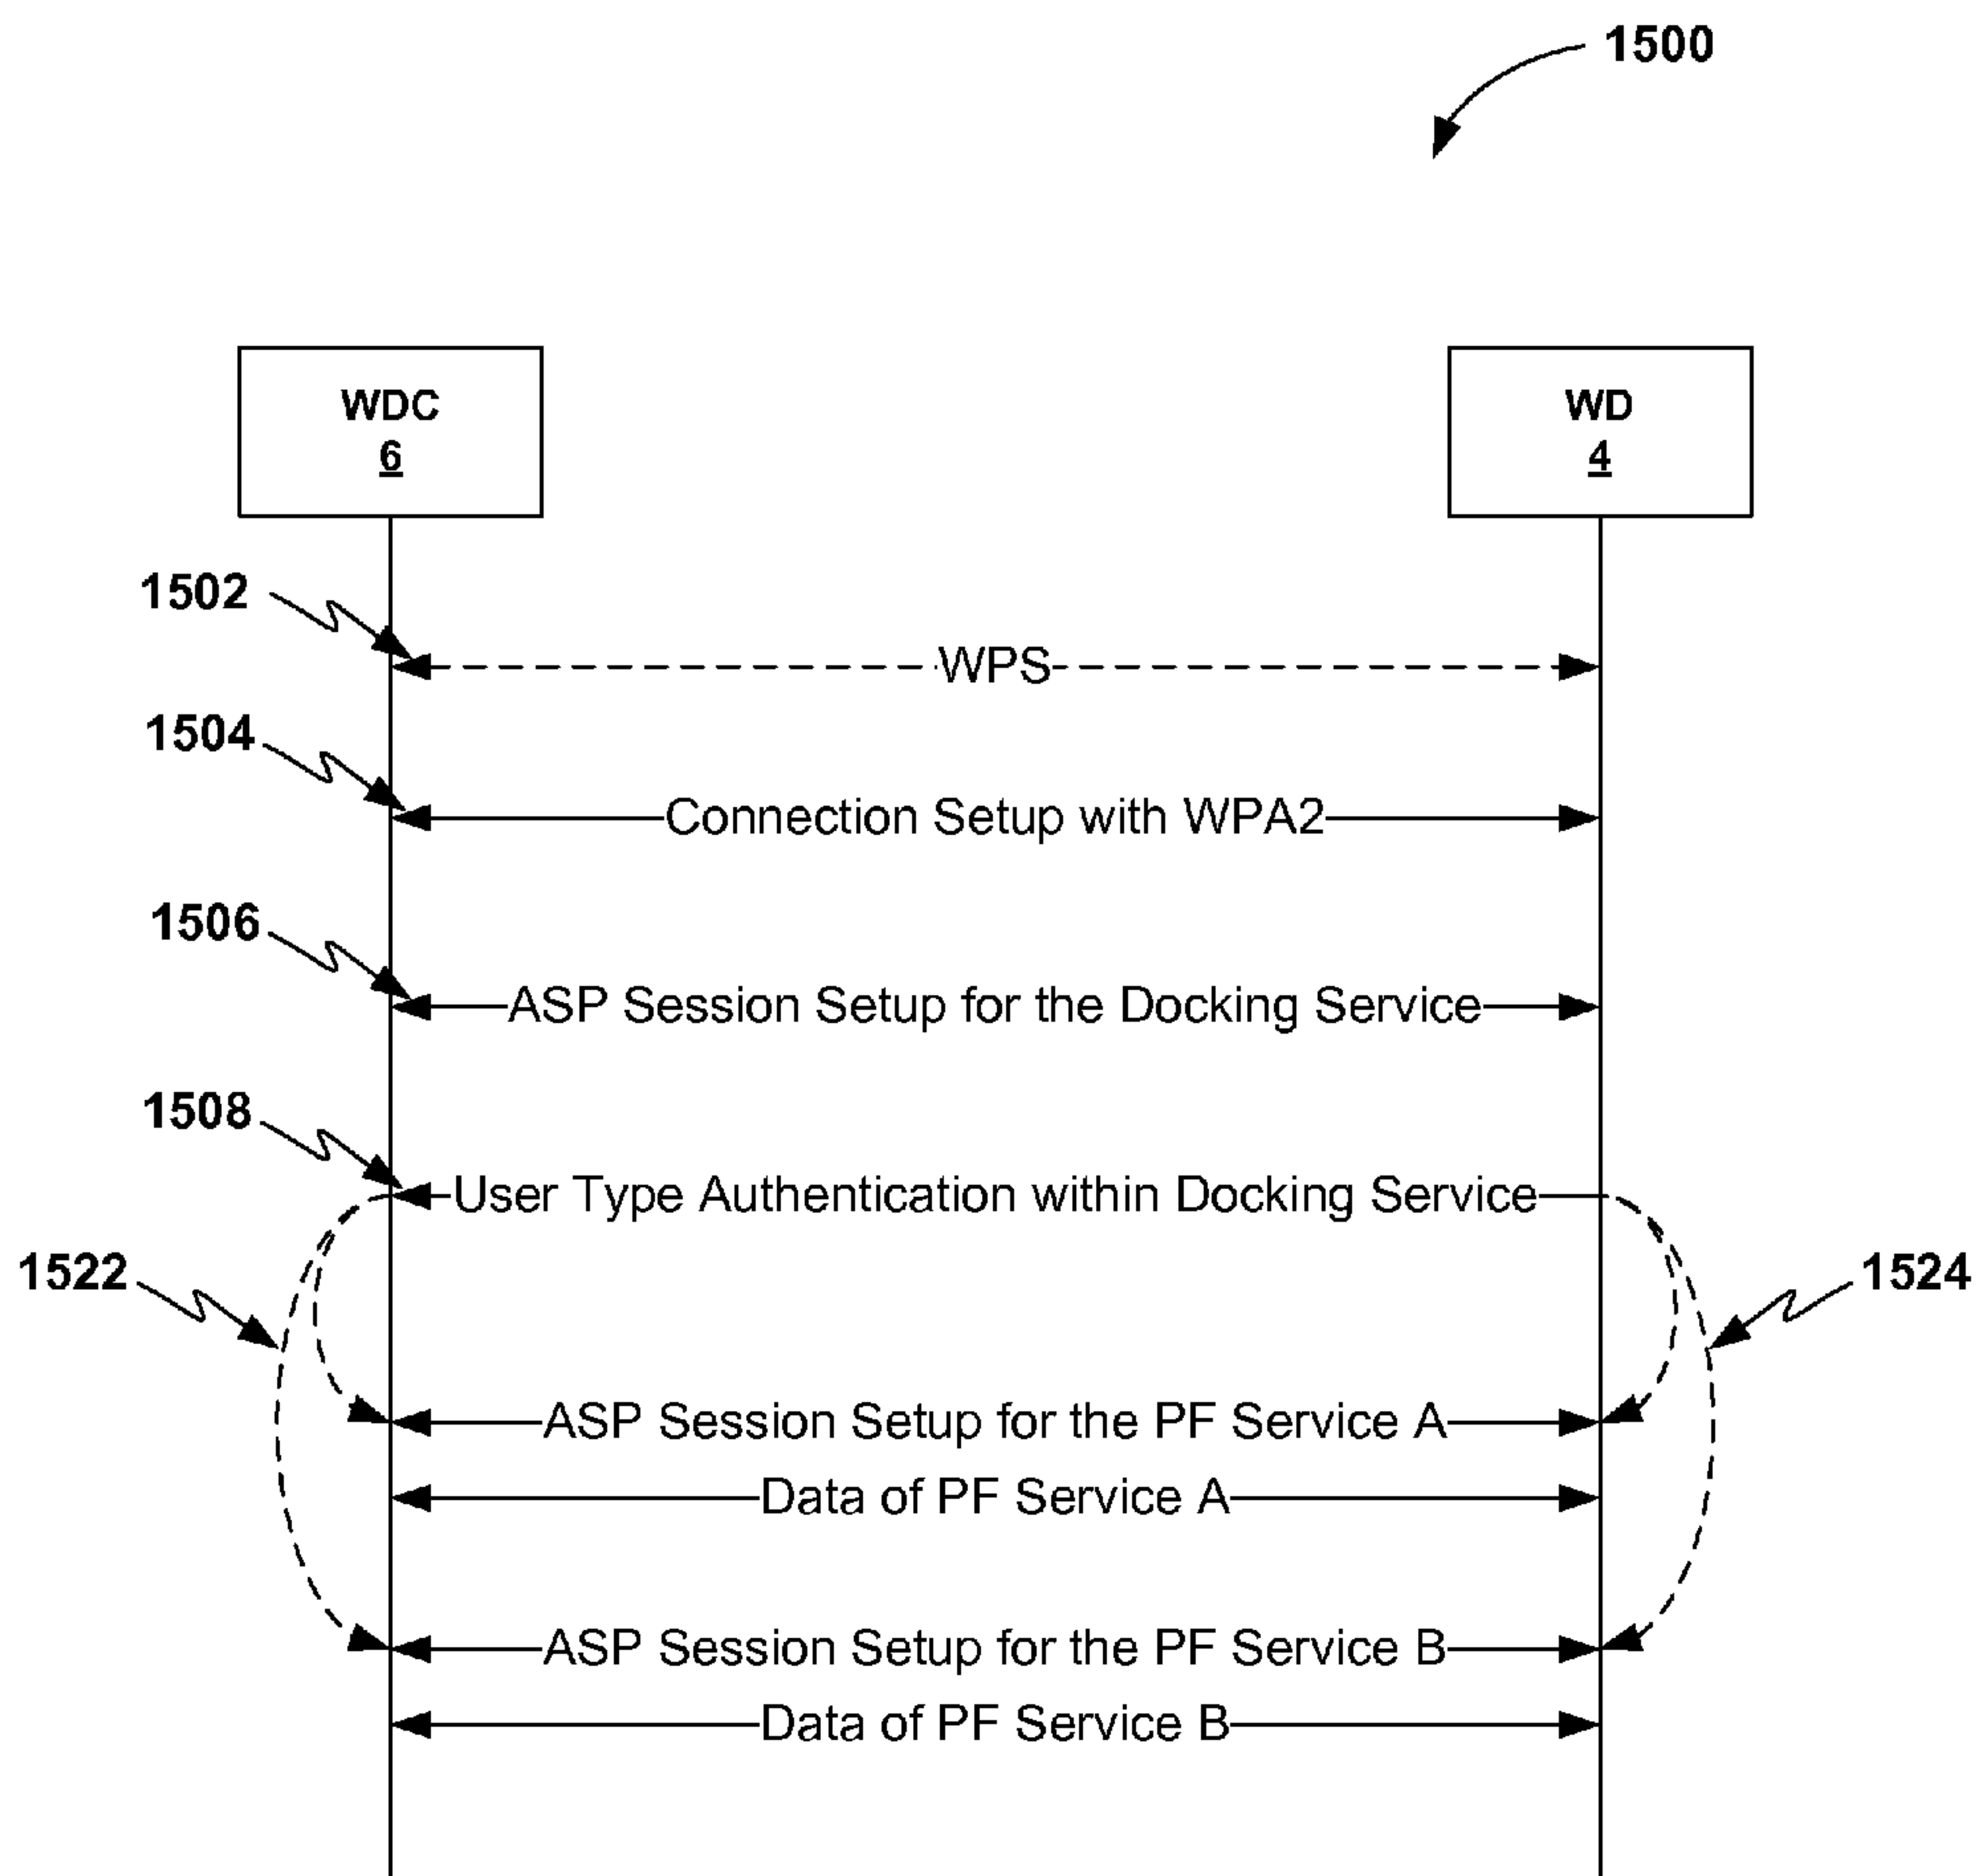 1500
WDC
6
WD
4
1502
WPS
1504
Connection Setup with WPA2
1506
ASP Session Setup for the Docking Service
1508
User Type Authentication within Docking Service
1522
1524
ASP Session Setup for the PF Service A
Data of PF Service A
ASP Session Setup for the PF Service B
Data of PF Service B